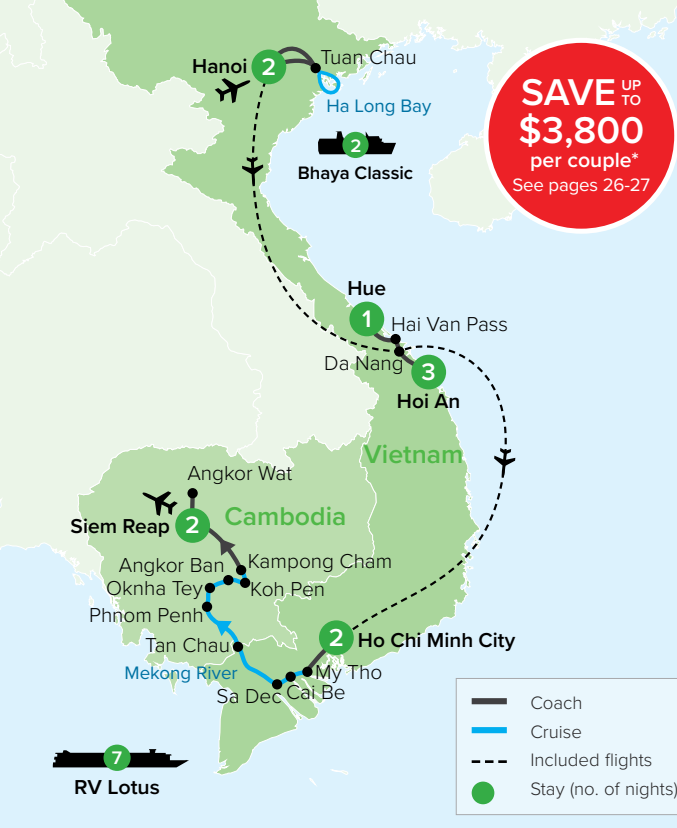 Hanoi 2
Tuan Chau
Ha Long Bay
2
Bhaya Classic
SAVE UP TO
$3,800
per couple*
See pages 26-27
Hue
1
Hai Van Pass
Da Nang
3
Hoi An
Vietnam
Angkor Wat
Siem Reap 2
Cambodia
Angkor Ban
Kampong Cham
Oknha Tey
Koh Pen
Phnom Penh
2 Ho Chi Minh City
Tan Chau
Mekong River
My Tho
Sa Dec
Cai Be
7
RV Lotus
Coach
Cruise
Included flights
Stay (no. of nights)